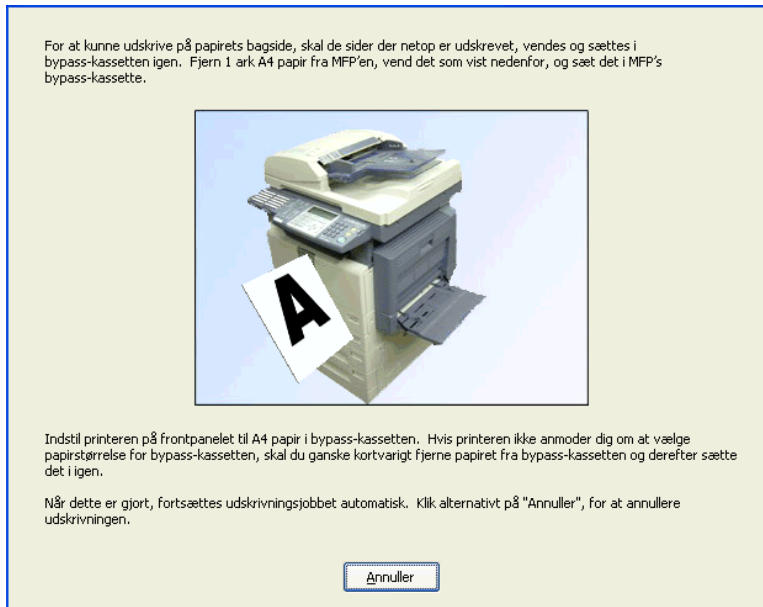 For at kunne udskrive på papirets bagside, skal de sider der netop er udskrevet, vendes og sættes i
bypass-kassetten igen.  Fjern 1 ark A4 papir fra MFP'en, vend det som vist nedenfor, og sæt det i MFP's
bypass-kassette.
A
Indstil printeren på frontpanelet til A4 papir i bypass-kassetten.  Hvis printeren ikke anmoder dig om at vælge
papirstørrelse for bypass-kassetten, skal du ganske kortvarigt fjerne papiret fra bypass-kassetten og derefter sætte
det i igen.
Når dette er gjort, fortsættes udskrivningsjobbet automatisk.  Klik alternativt på "Annuller", for at annullere
udskrivningen.
Annuller